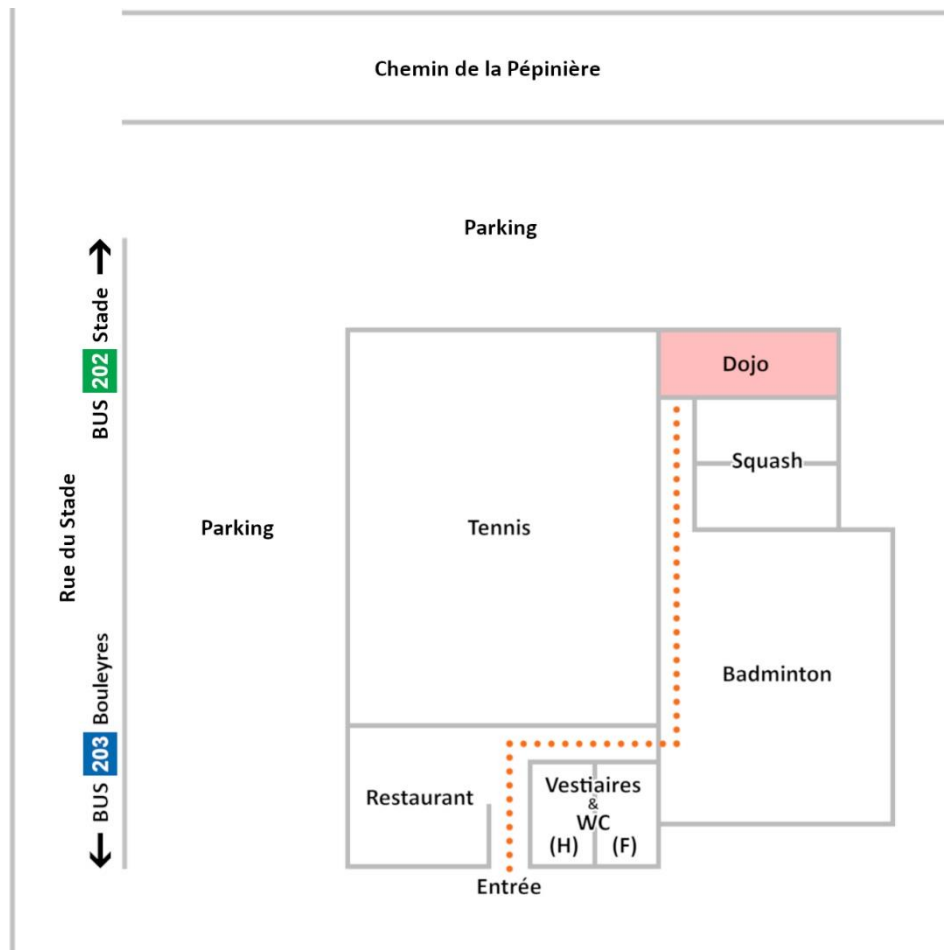 Chemin de la Pépinière
Parking
BUS 202 Stade
Dojo
Squash
Rue du Stade
Parking
Tennis
Badminton
BUS 203 Bouleyres
Restaurant
Vestiaires
&
WC
(H) (F)
Entrée